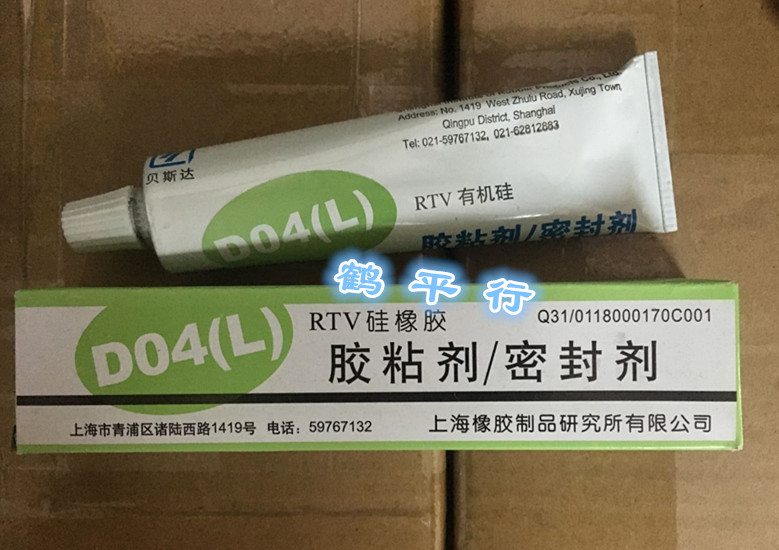 Co., Ltd
Address: No. 1419 West Zhulu Road, Xujing Town,
Qingpu District, Shanghai
Tel: 021-59767132, 021-62812883
贝斯达
D04(L)
RTV 有机硅
胶粘剂/密封剂
鹤平行
D04(L)
RTV硅橡胶
Q31/0118000170C001
胶粘剂/密封剂
上海市青浦区诸陆西路1419号 电话：59767132
上海橡胶制品研究所有限公司